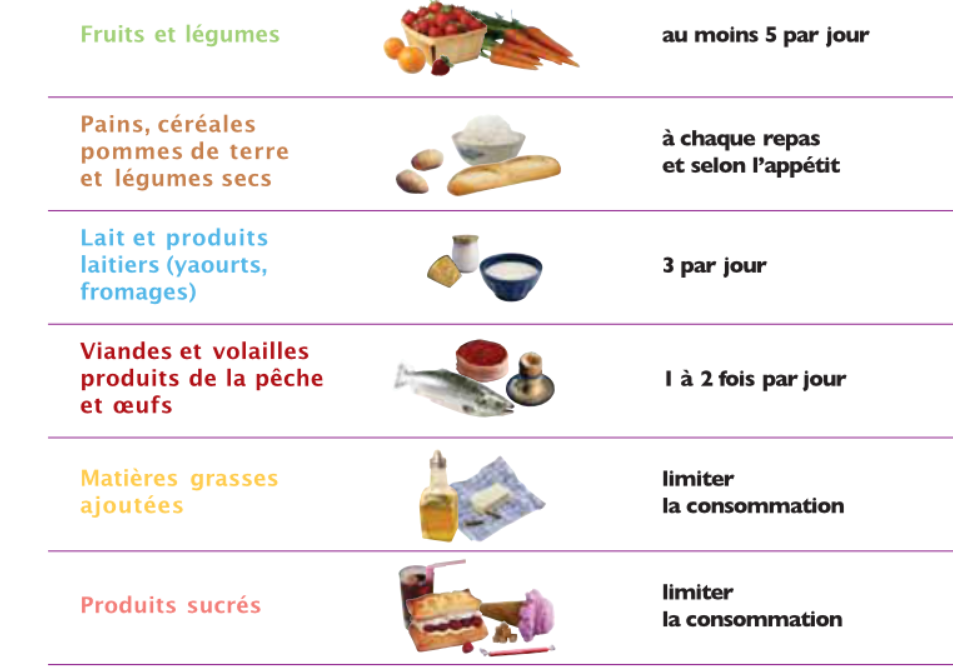 Fruits et légumes
au moins 5 par jour
Pains, céréales
pommes de terre
et légumes secs
à chaque repas
et selon l’appétit
Lait et produits
laitiers (yaourts,
fromages)
3 par jour
Viandes et volailles
produits de la pêche
et œufs
1 à 2 fois par jour
Matières grasses
ajoutées
limiter
la consommation
Produits sucrés
limiter
la consommation